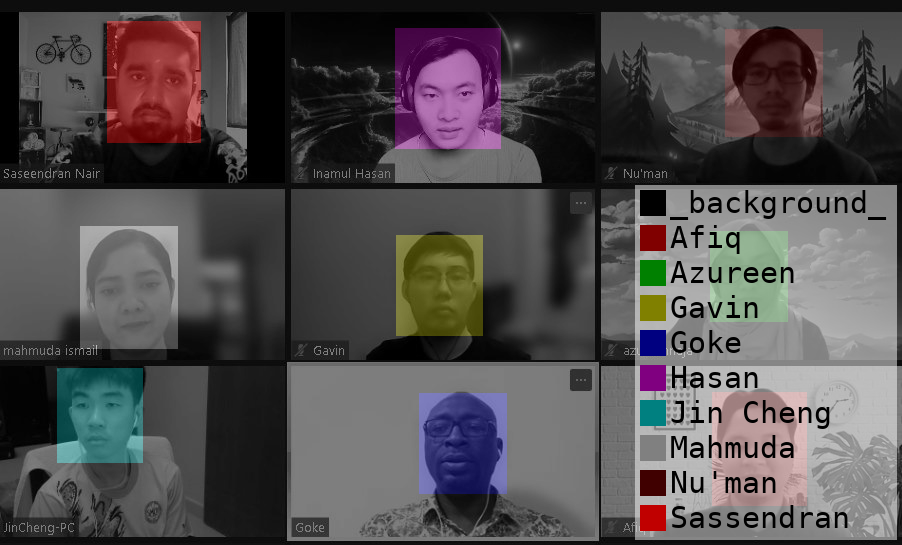 Saseendran Nair
Inamul Hasan
Nu'man
mahmuda ismail
Gavin
JinCheng-PC
Goke
_background_
Afiq
Azureen
Gavin
Goke
Hasan
Jin Cheng
Mahmuda
Nu'man
Sassendran